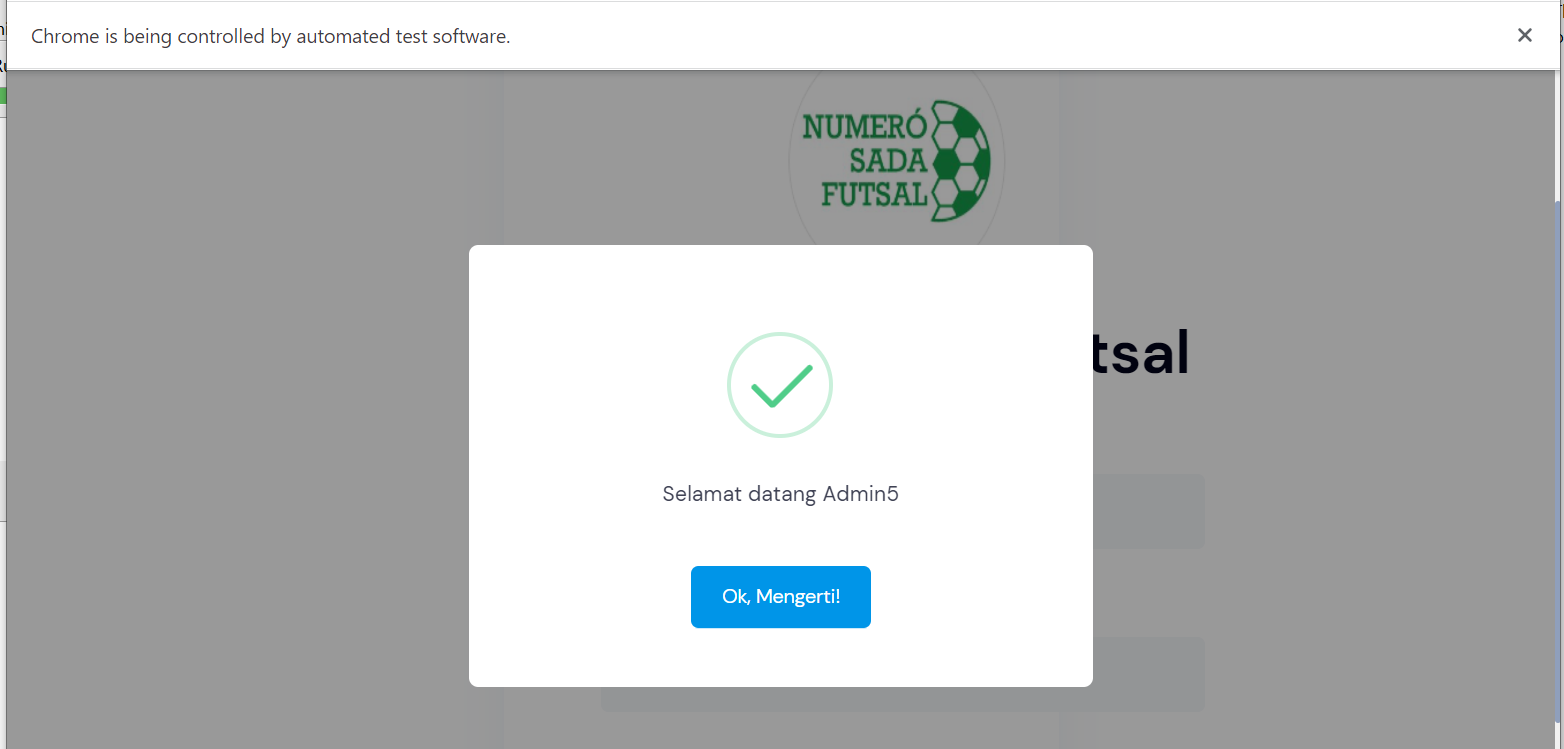 Chrome is being controlled by automated test software.
NUMERÓ
SADA
FUTSAL
tsal
Selamat datang Admin5
Ok, Mengerti!